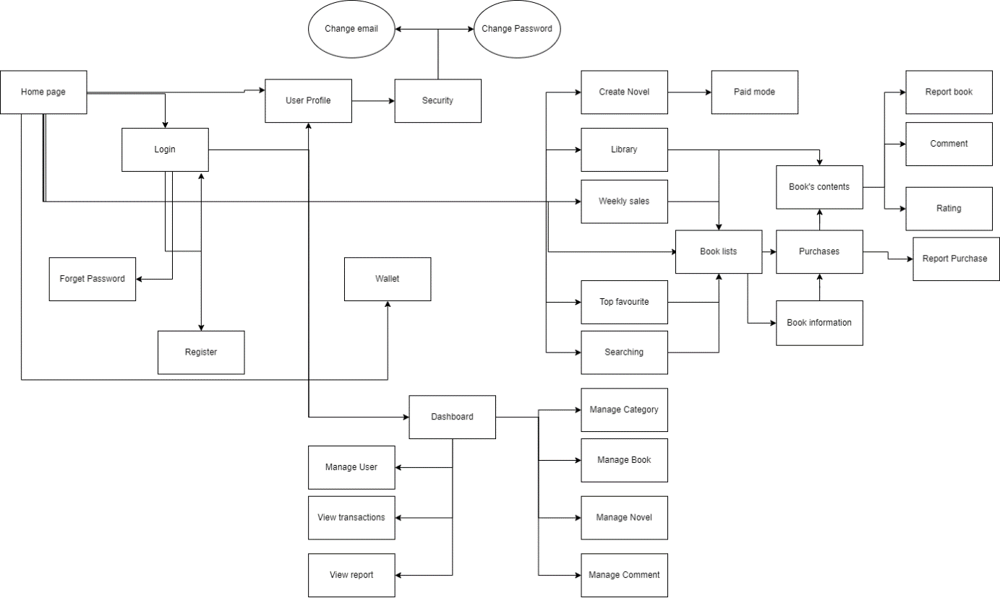 Change email
Change Password
Home page
User Profile
Security
Create Novel
Paid mode
Report book
Login
Library
Comment
Weekly sales
Book's contents
Rating
Book lists
Purchases
Report Purchase
Forget Password
Wallet
Top favourite
Book information
Register
Searching
Dashboard
Manage Category
Manage User
Manage Book
View transactions
Manage Novel
View report
Manage Comment